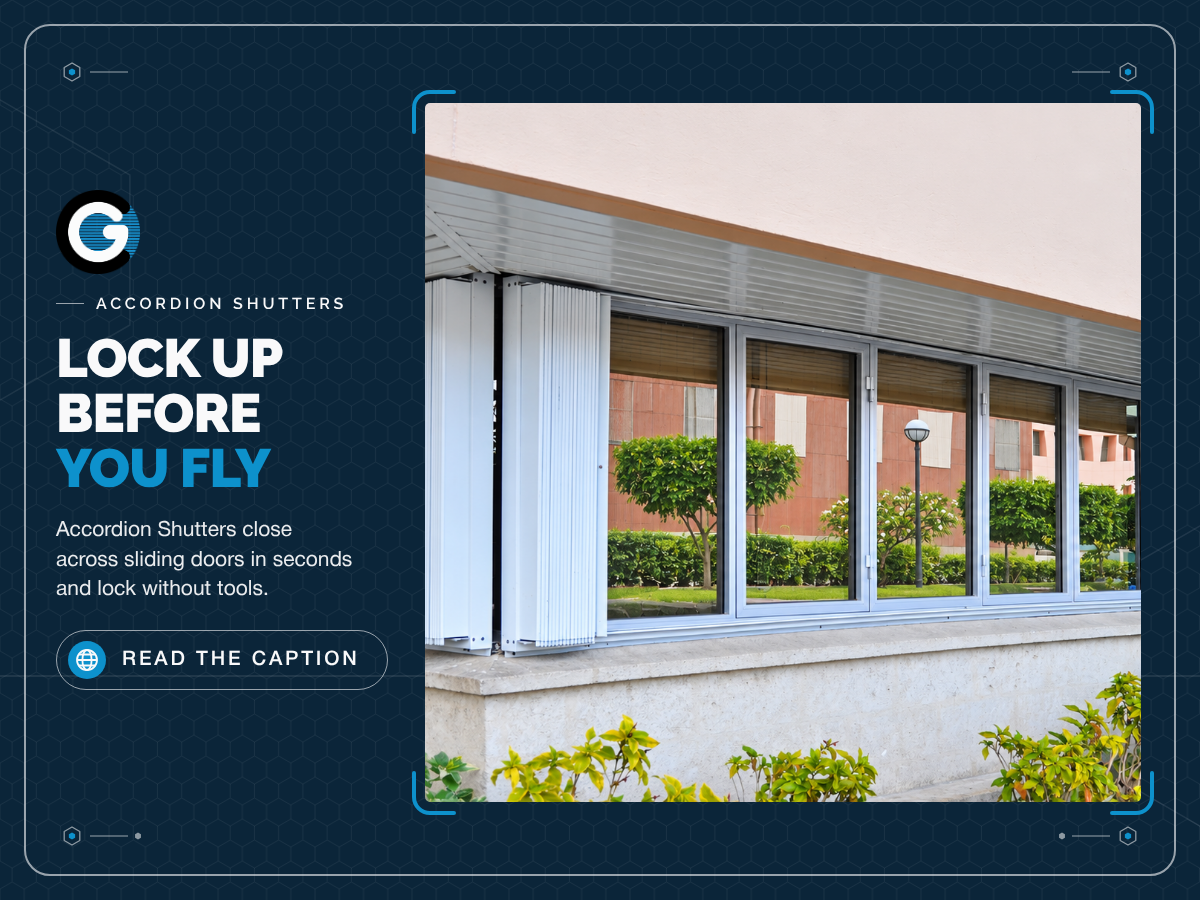 G
ACCORDION SHUTTERS
LOCK UP
BEFORE
YOU FLY
Accordion Shutters close
across sliding doors in seconds
and lock without tools.
READ THE CAPTION